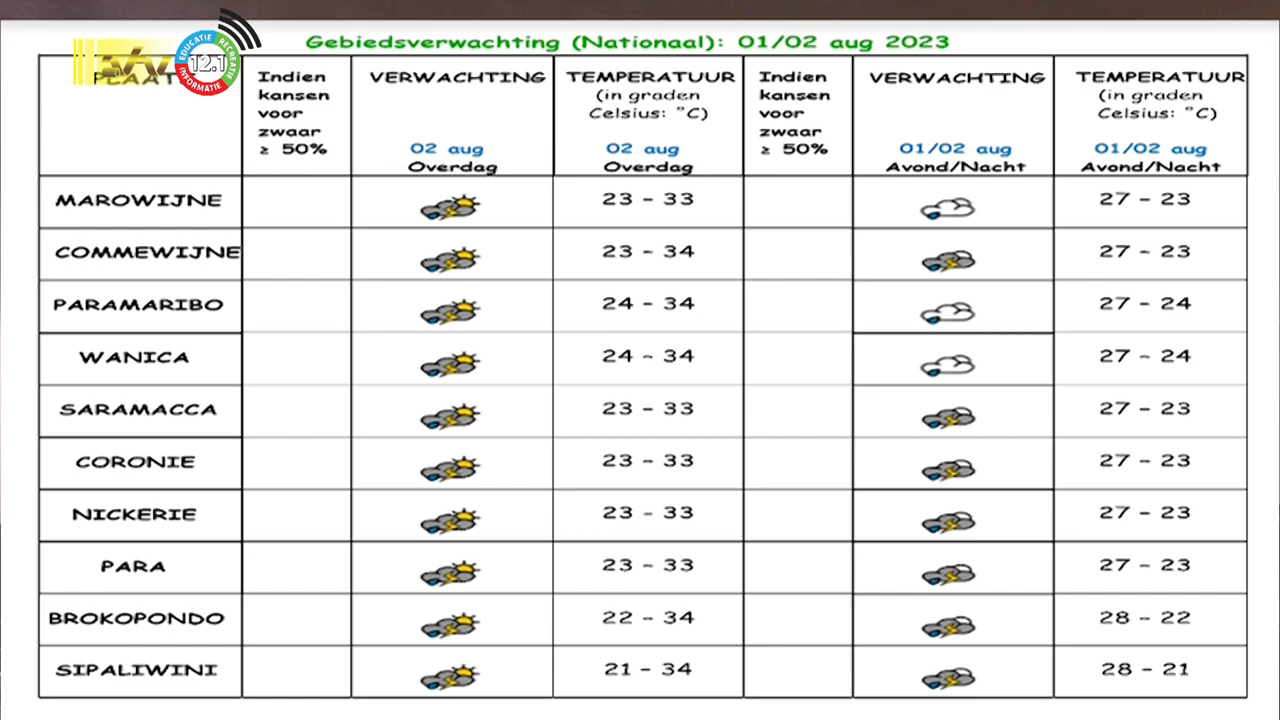 Gebiedsverwachting (Nationaal): 01/02 aug 2023
EDUCATIE RECREATIE INFORMATIE
12.1
Indien kansen voor zwaar ≥ 50%
VERWACHTING
02 aug
Overdag
TEMPERATUUR
(in graden
Celsius: °C)
02 aug
Overdag
Indien kansen voor zwaar ≥ 50%
VERWACHTING
01/02 aug
Avond/Nacht
TEMPERATUUR
(in graden
Celsius: °C)
01/02 aug
Avond/Nacht
MAROWIJNE 23 - 33 27 - 23
COMMEWIJNE 23 - 34 27 - 23
PARAMARIBO 24 - 34 27 - 24
WANICA 24 - 34 27 - 24
SARAMACCA 23 - 33 27 - 23
CORONIE 23 - 33 27 - 23
NICKERIE 23 - 33 27 - 23
PARA 23 - 33 27 - 23
BROKOPONDO 22 - 34 28 - 22
SIPALIWINI 21 - 34 28 - 21